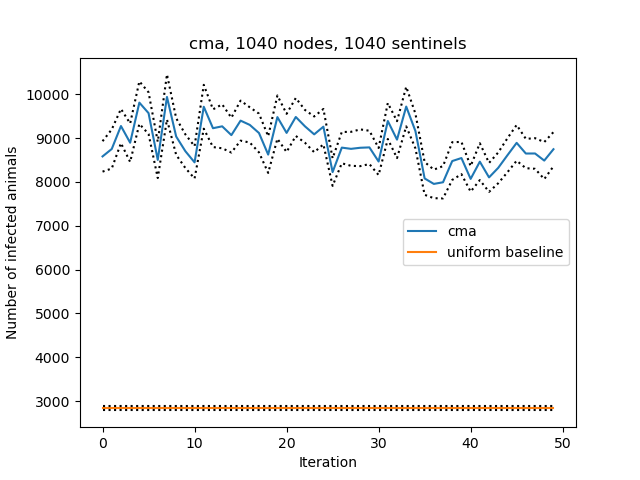 cma, 1040 nodes, 1040 sentinels
10000
9000
8000
7000
6000
5000
4000
3000
Number of infected animals
cma
uniform baseline
0 10 20 30 40 50
Iteration